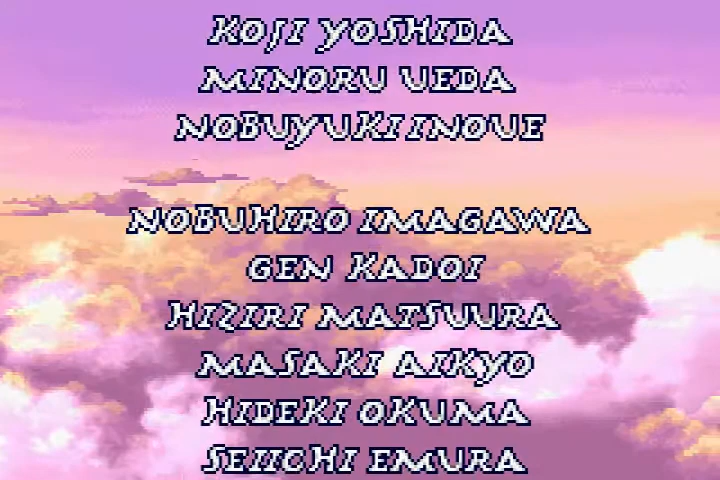 KOJI YOSHIDA
MINORU UEDA
NOBUYUKI INOUE
NOBUHIRO IMAGAWA
GEN KADOI
HIZIRI MATSUURA
MASAKI AIKYO
HIDEKI OKUMA
SEIICHI EMURA